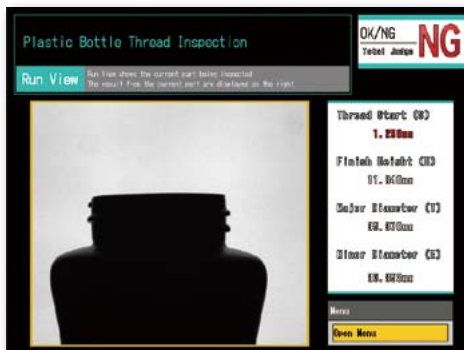 Plastic Bottle Thread Inspection
OK/NG
Total Judge
NG
Run View
Run View shows the current part being inspected
The result from the current part are displayed on the right
Thread Start (S)
Finish Height (H)
Major Diameter (T)
Minor Diameter (E)
Menu
Open Menu